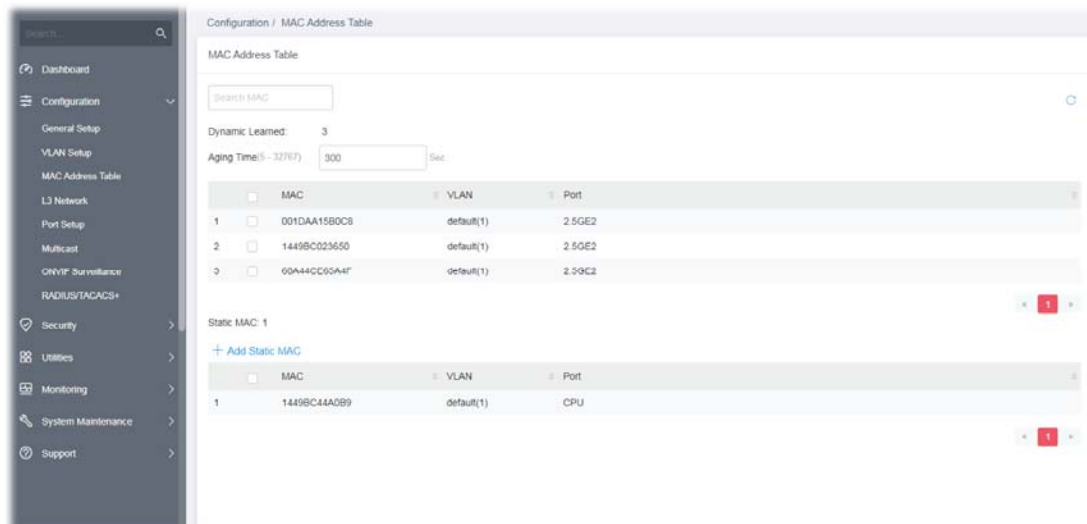 Search...
Dashboard
Configuration
General Setup
VLAN Setup
MAC Address Table
L3 Network
Port Setup
Multicast
ONVIF Surveillance
RADIUS/TACACS+
Security
Utilities
Monitoring
System Maintenance
Support
Configuration / MAC Address Table
MAC Address Table
Search MAC
Dynamic Learned: 3
Aging Time(5 - 32767) 300 Sec
MAC VLAN Port
1 001DAA15B0C8 default(1) 2.5GE2
2 1449BC023650 default(1) 2.5GE2
3 60A44CE65A4F default(1) 2.5GE2
« 1 »
Static MAC: 1
+ Add Static MAC
MAC VLAN Port
1 1449BC44A0B9 default(1) CPU
« 1 »